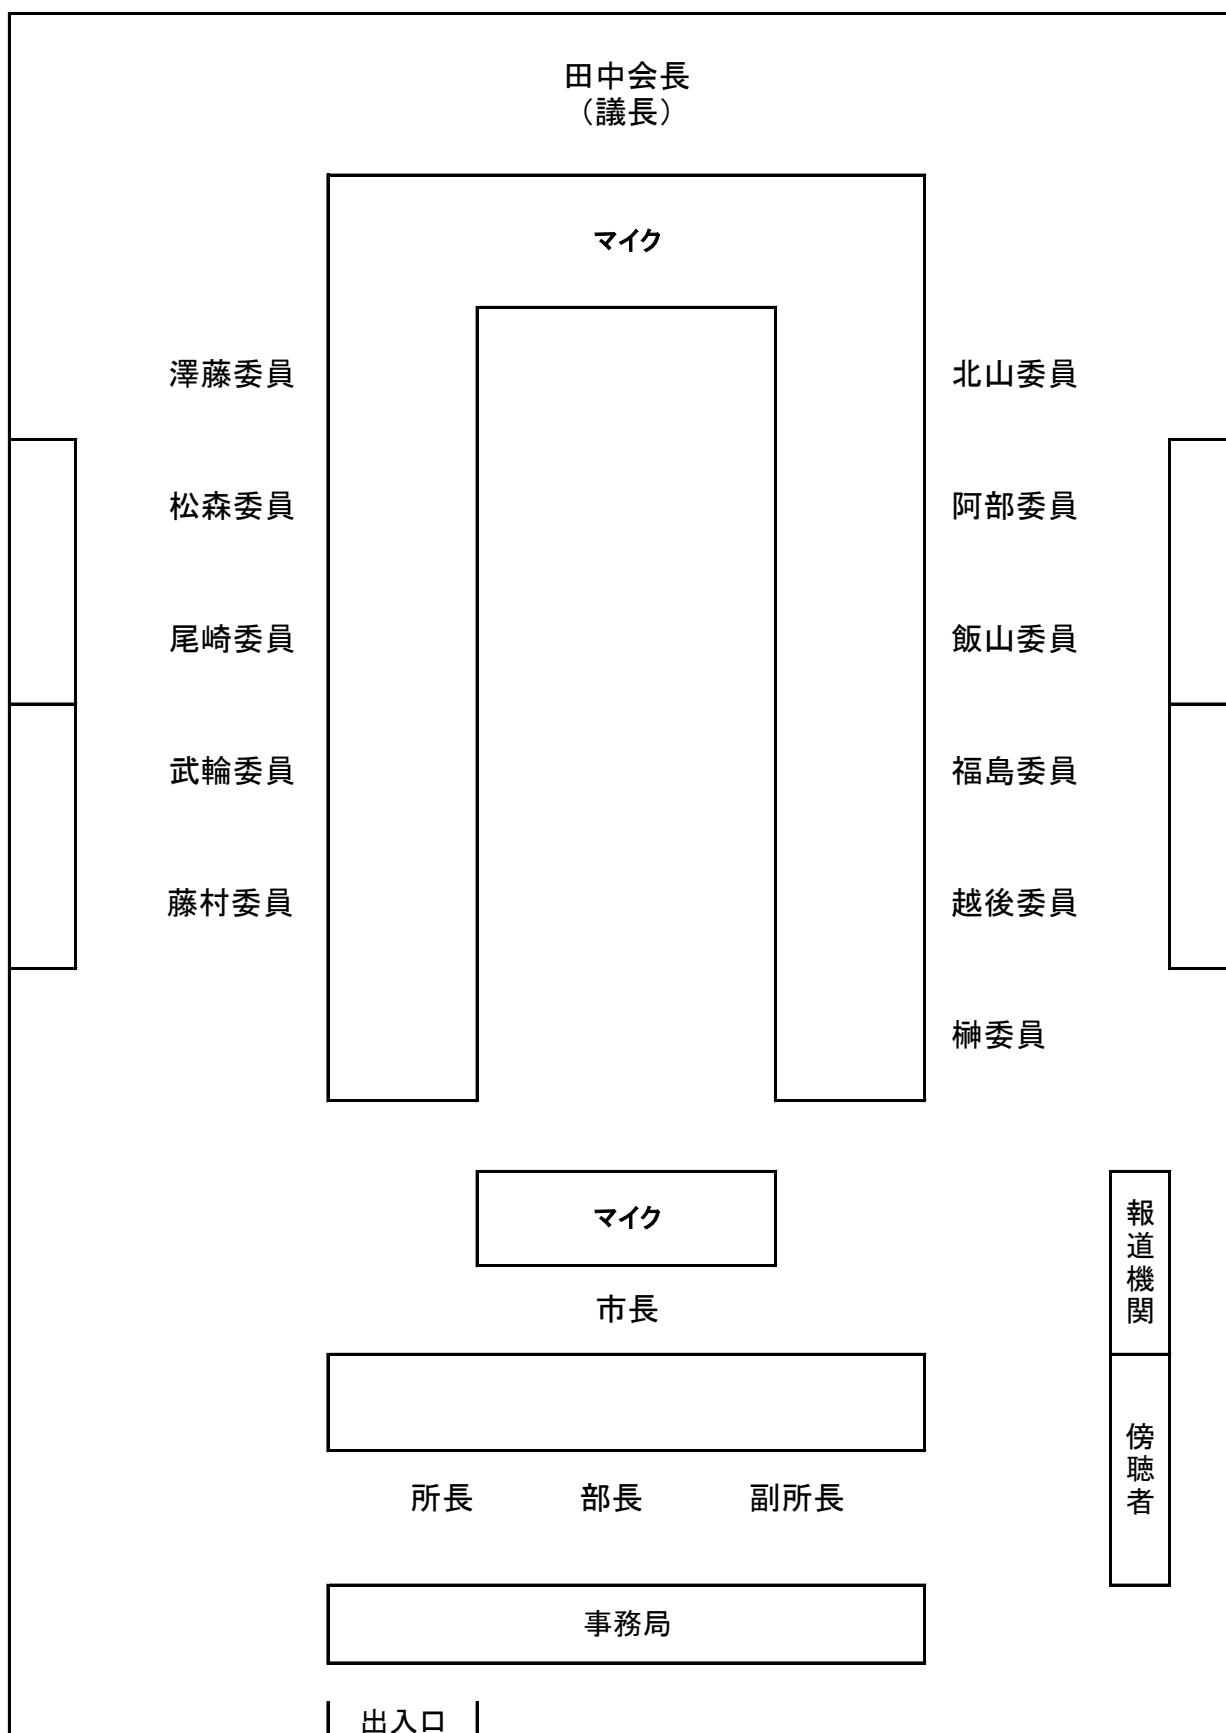 田中会長
（議長）
マイク
澤藤委員
北山委員
松森委員
阿部委員
尾崎委員
飯山委員
武輪委員
福島委員
藤村委員
越後委員
榊委員
マイク
報道機関
市長
傍聴者
所長
部長
副所長
事務局
出入口